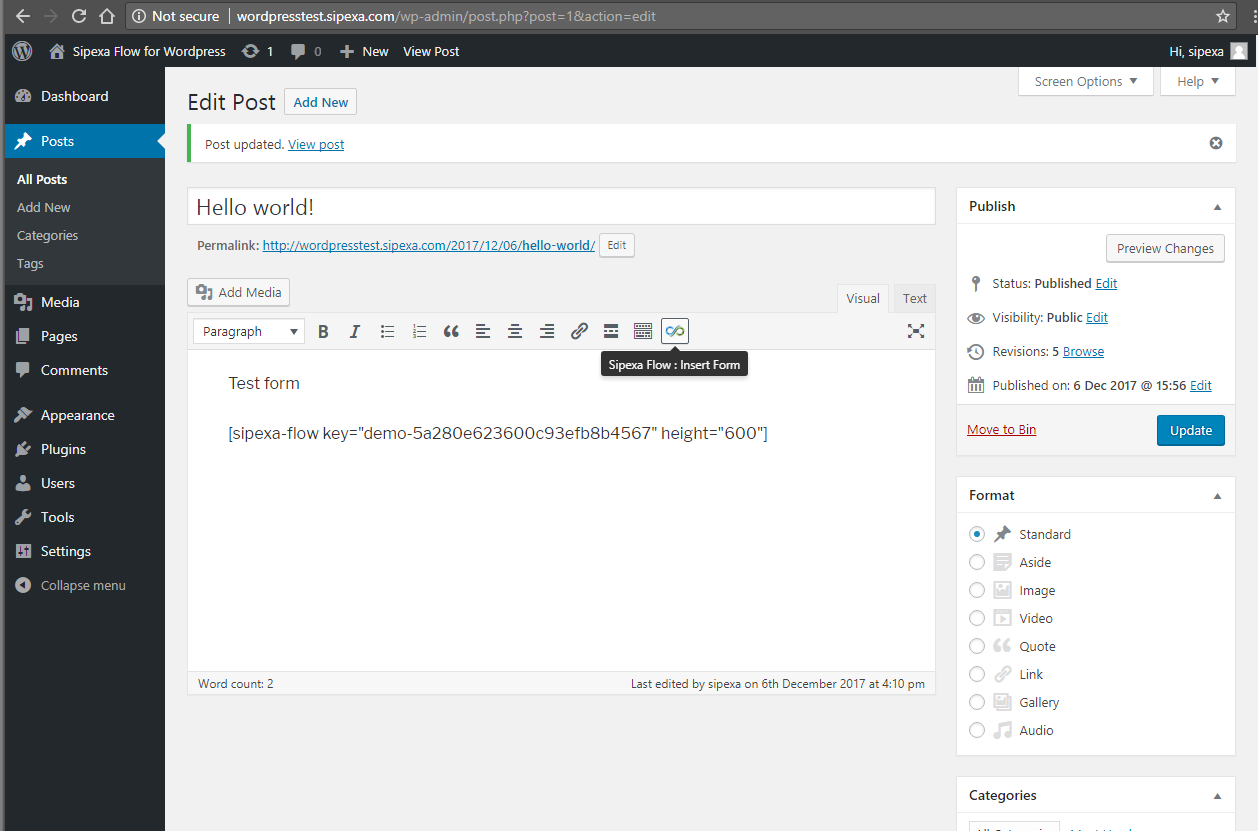 Not secure | wordpresstest.sipexa.com/wp-admin/post.php?post=1&action=edit
Sipexa Flow for Wordpress 1 0 New View Post Hi, sipexa
Dashboard
Posts
All Posts
Add New
Categories
Tags
Media
Pages
Comments
Appearance
Plugins
Users
Tools
Settings
Collapse menu
Screen Options Help
Edit Post Add New
Post updated. View post
Hello world!
Permalink: http://wordpresstest.sipexa.com/2017/12/06/hello-world/ Edit
Add Media
Visual Text
Paragraph B I
Sipexa Flow : Insert Form
Test form
[sipexa-flow key="demo-5a280e623600c93efb8b4567" height="600"]
Word count: 2 Last edited by sipexa on 6th December 2017 at 4:10 pm
Publish
Preview Changes
Status: Published Edit
Visibility: Public Edit
Revisions: 5 Browse
Published on: 6 Dec 2017 @ 15:56 Edit
Move to Bin Update
Format
Standard
Aside
Image
Video
Quote
Link
Gallery
Audio
Categories